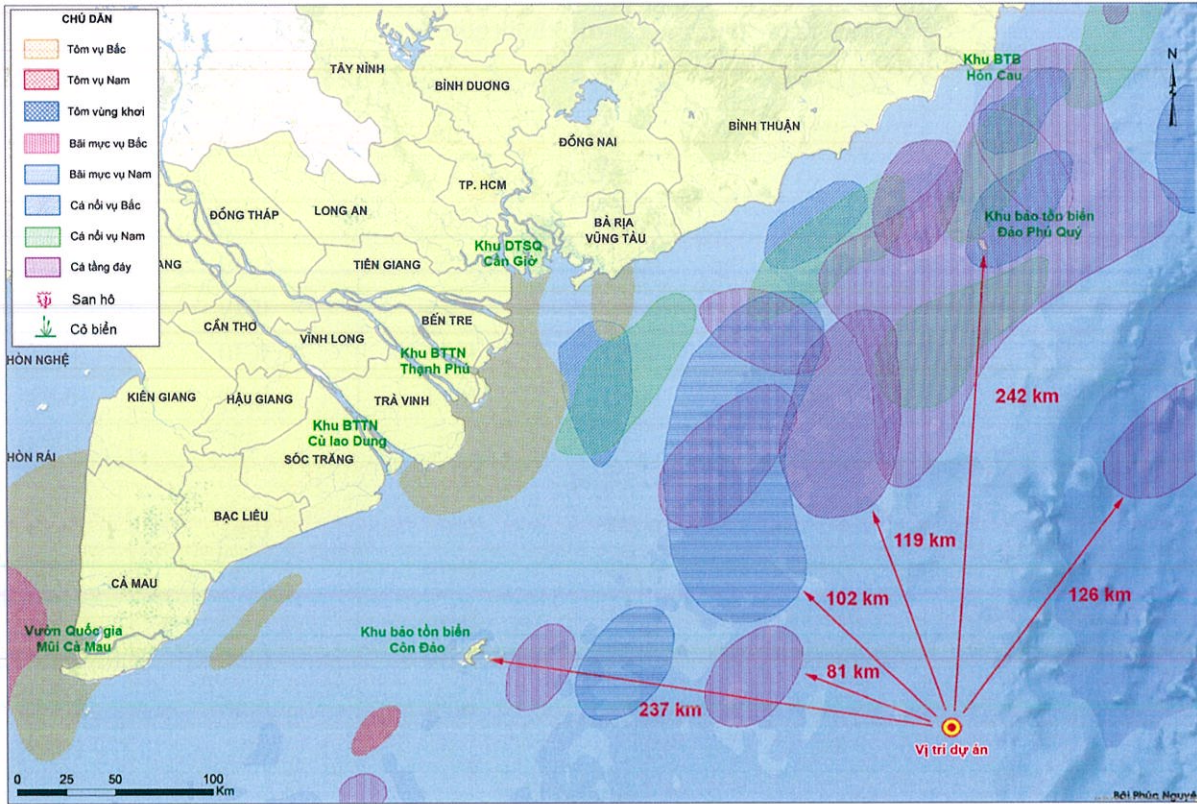 CHỦ DẪN
Tôm vụ Bắc
Tôm vụ Nam
Tôm vùng khơi
Bãi mực vụ Bắc
Bãi mực vụ Nam
Cá nổi vụ Bắc
Cá nổi vụ Nam
Cá tầng đáy
San hô
Cỏ biển
TÂY NINH
BÌNH DƯƠNG
ĐỒNG NAI
BÌNH THUẬN
Khu BTB
Hòn Cau
N
TP. HCM
LONG AN
ĐỒNG THÁP
BÀ RỊA
VŨNG TÀU
Khu DTSQ
Cần Giờ
TIỀN GIANG
ANG
Khu bảo tồn biển
Đảo Phú Quý
CẦN THƠ
VĨNH LONG
BẾN TRE
Khu BTTN
Thạnh Phú
HÒN NGHỆ
KIÊN GIANG
HẬU GIANG
TRÀ VINH
Khu BTTN
Cù lao Dung
SÓC TRĂNG
HÒN RÁI
BẠC LIÊU
CÀ MAU
Vườn Quốc gia
Mũi Cà Mau
Khu bảo tồn biển
Côn Đảo
242 km
119 km
126 km
102 km
81 km
237 km
Vị trí dự án
0 25 50 100
Km